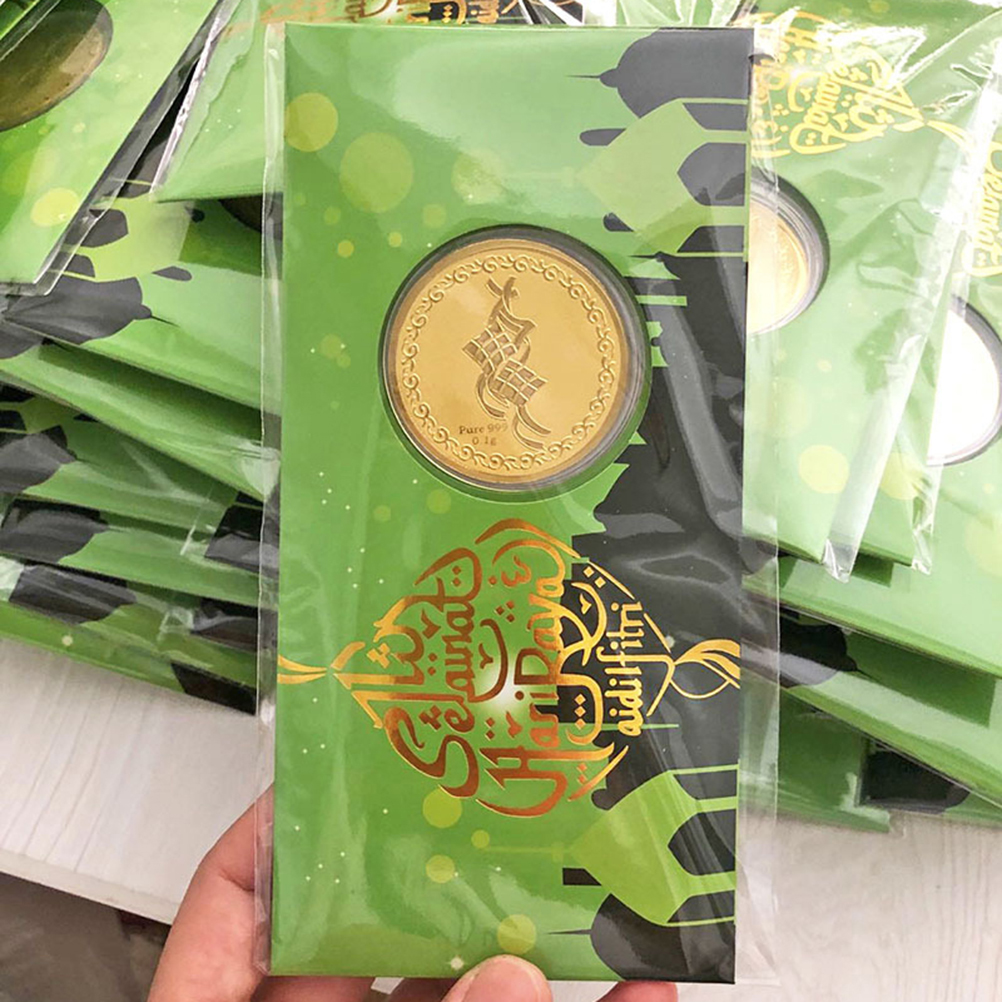 Pure 999
0.1g
Selamat
Hari Raya
aidilfitri